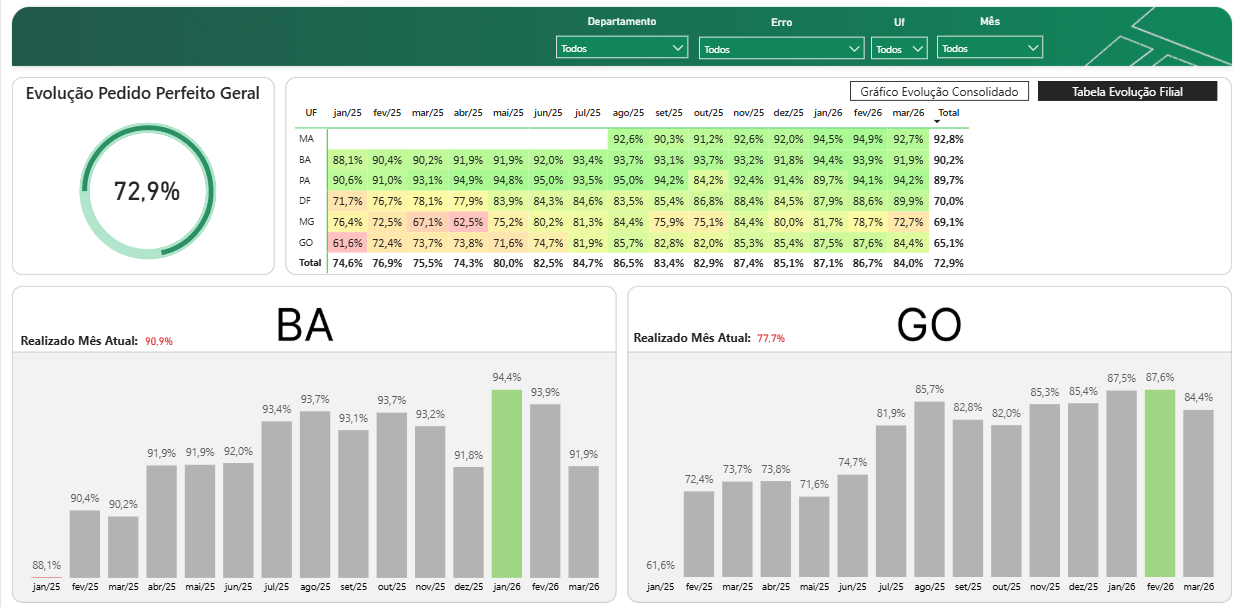 Departamento Erro Uf Mês
Todos Todos Todos Todos
Evolução Pedido Perfeito Geral
72,9%
Gráfico Evolução Consolidado Tabela Evolução Filial
UF jan/25 fev/25 mar/25 abr/25 mai/25 jun/25 jul/25 ago/25 set/25 out/25 nov/25 dez/25 jan/26 fev/26 mar/26 Total
MA 92,6% 90,3% 91,2% 92,6% 92,0% 94,5% 94,9% 92,7% 92,8%
BA 88,1% 90,4% 90,2% 91,9% 91,9% 92,0% 93,4% 93,7% 93,1% 93,7% 93,2% 91,8% 94,4% 93,9% 91,9% 90,2%
PA 90,6% 91,0% 93,1% 94,9% 94,8% 95,0% 93,5% 95,0% 94,2% 84,2% 92,4% 91,4% 89,7% 94,1% 94,2% 89,7%
DF 71,7% 76,7% 78,1% 77,9% 83,9% 84,3% 84,6% 83,5% 85,4% 86,8% 88,4% 84,5% 87,9% 88,6% 89,9% 70,0%
MG 76,4% 72,5% 67,1% 62,5% 75,2% 80,2% 81,3% 84,4% 75,9% 75,1% 84,4% 80,0% 81,7% 78,7% 72,7% 69,1%
GO 61,6% 72,4% 73,7% 73,8% 71,6% 74,7% 81,9% 85,7% 82,8% 82,0% 85,3% 85,4% 87,5% 87,6% 84,4% 65,1%
Total 74,6% 76,9% 75,5% 74,3% 80,0% 82,5% 84,7% 86,5% 83,4% 82,9% 87,4% 85,1% 87,1% 86,7% 84,0% 72,9%
BA
Realizado Mês Atual: 90,9%
88,1% 90,4% 90,2% 91,9% 91,9% 92,0% 93,4% 93,7% 93,1% 93,7% 93,2% 91,8% 94,4% 93,9% 91,9%
jan/25 fev/25 mar/25 abr/25 mai/25 jun/25 jul/25 ago/25 set/25 out/25 nov/25 dez/25 jan/26 fev/26 mar/26
GO
Realizado Mês Atual: 77,7%
61,6% 72,4% 73,7% 73,8% 71,6% 74,7% 81,9% 85,7% 82,8% 82,0% 85,3% 85,4% 87,5% 87,6% 84,4%
jan/25 fev/25 mar/25 abr/25 mai/25 jun/25 jul/25 ago/25 set/25 out/25 nov/25 dez/25 jan/26 fev/26 mar/26